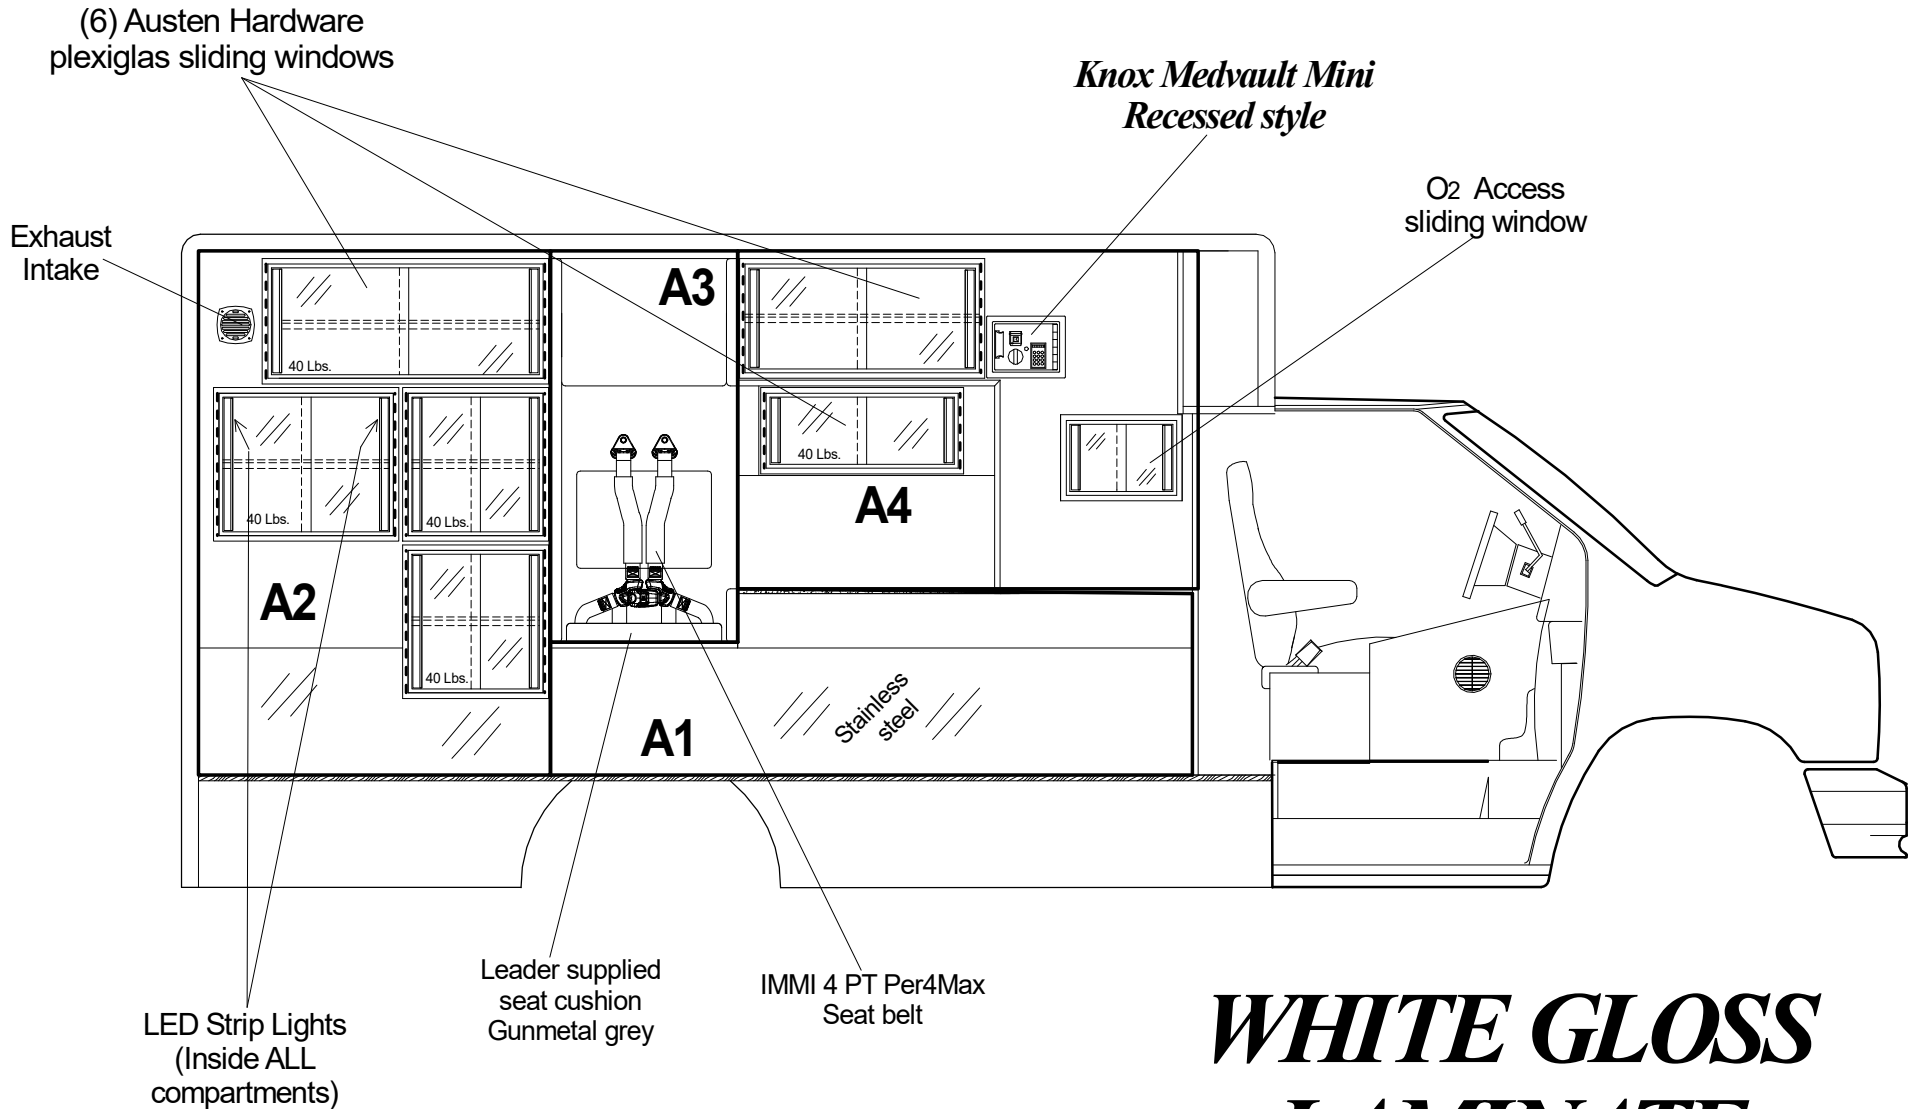 (6) Austen Hardware
plexiglas sliding windows
Knox Medvault Mini
Recessed style
O2 Access
sliding window
Exhaust
Intake
A3
40 Lbs.
40 Lbs.
40 Lbs.
40 Lbs.
A4
A2
40 Lbs.
Stainless
steel
A1
Leader supplied
seat cushion
Gunmetal grey
IMMI 4 PT Per4Max
Seat belt
LED Strip Lights
(Inside ALL
compartments)
WHITE GLOSS
LAMINATE